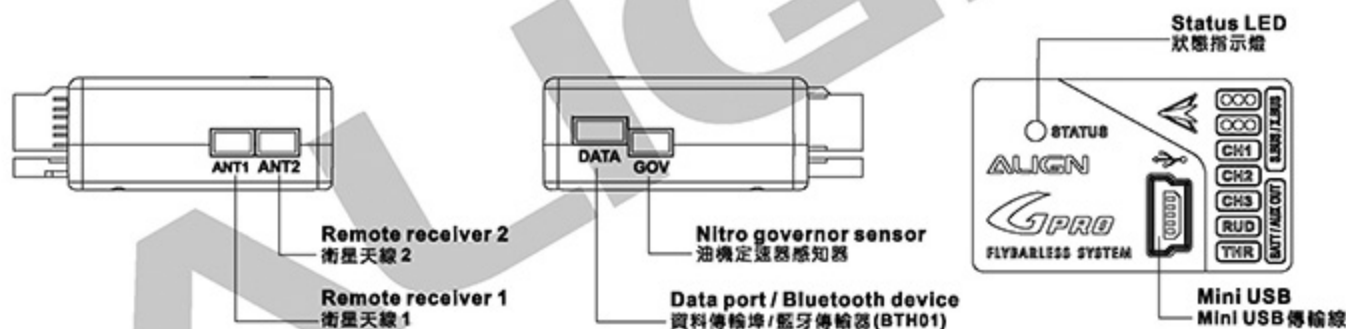 ALIGN
ANT1 ANT2
Remote receiver 2
衛星天線 2
Remote receiver 1
衛星天線 1
DATA
GOV
Nitro governor sensor
油機定速器感知器
Data port / Bluetooth device
資料傳輸埠/藍牙傳輸器(BTH01)
Status LED
狀態指示燈
STATUS
ALIGN
GPRO
FLYBARLESS SYSTEM
CH1
CH2
CH3
RUD
THR
S.BUS / X.BUS
BATT / AUX OUT
Mini USB
Mini USB 傳輸線